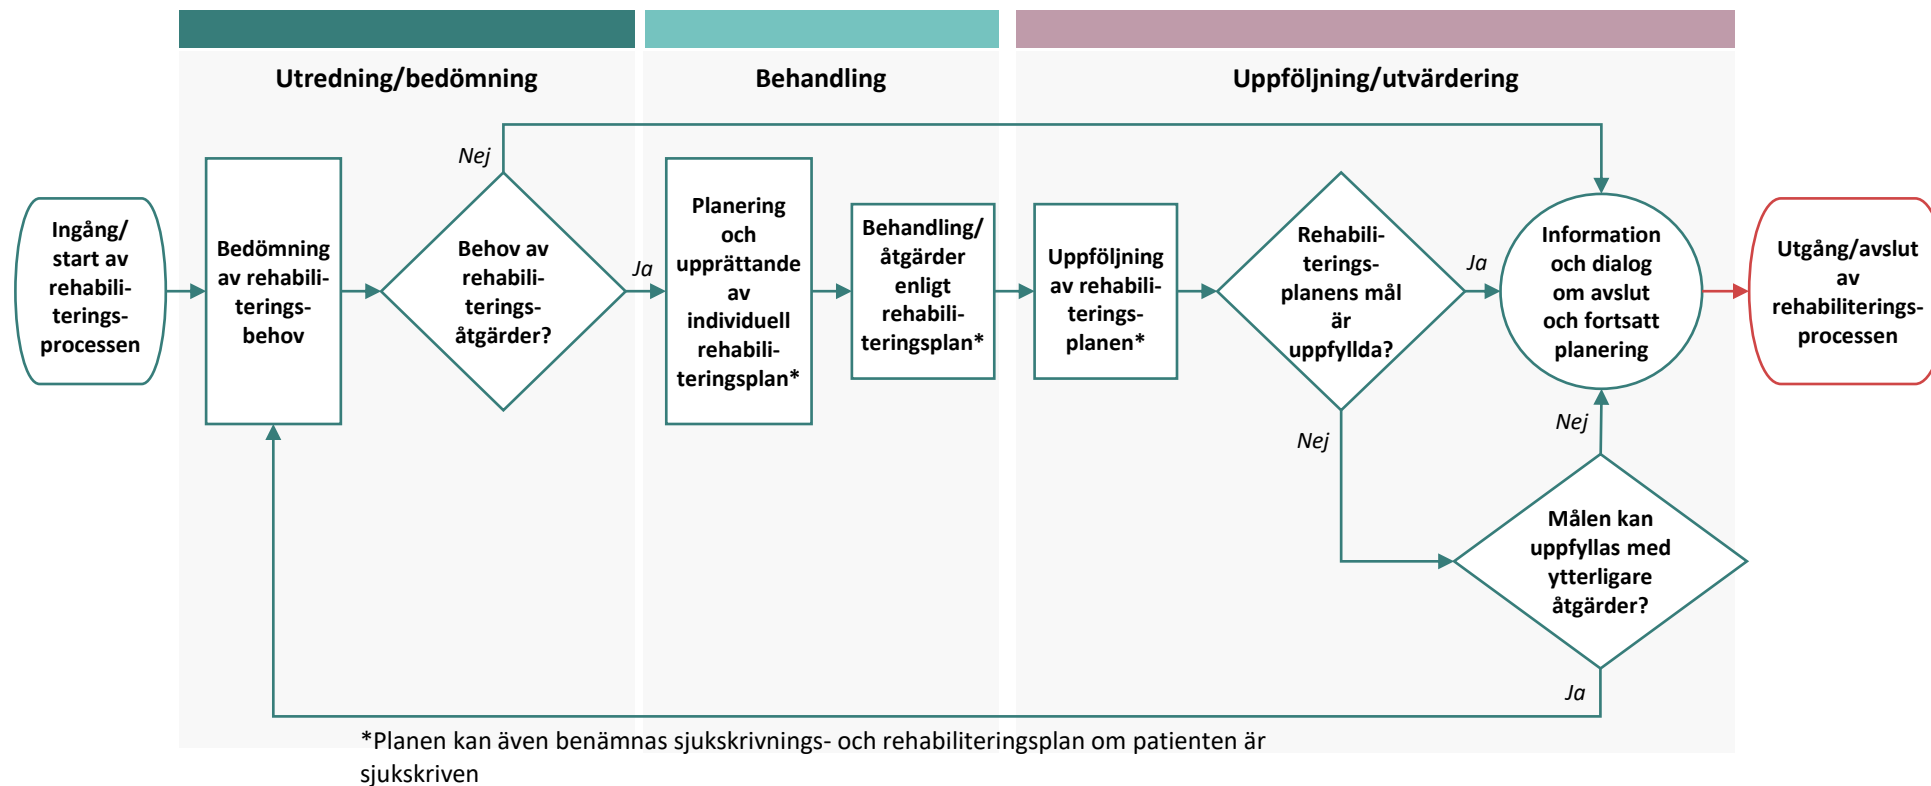 Utredning/bedömning
Behandling
Uppföljning/utvärdering
Ingång/
start av
rehabili-
terings-
processen
Bedömning
av rehabili-
terings-
behov
Nej
Behov av
rehabili-
terings-
åtgärder?
Ja
Planering
och
upprättande
av
individuell
rehabili-
teringsplan*
Behandling/
åtgärder
enligt
rehabili-
teringsplan*
Uppföljning
av rehabili-
terings-
planen*
Rehabili-
terings-
planens mål
är
uppfyllda?
Ja
Nej
Information
och dialog
om avslut
och fortsatt
planering
Utgång/avslut
av
rehabiliterings-
processen
Nej
Målen kan
uppfyllas med
ytterligare
åtgärder?
Ja
*Planen kan även benämnas sjukskrivnings- och rehabiliteringsplan om patienten är
sjukskriven